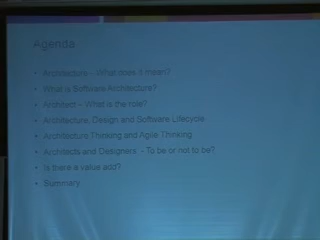 Agenda
Architecture - What does it mean?
What is Software Architecture?
Architect - What is the role?
Architecture, Design and Software Lifecycle
Architecture Thinking and Agile Thinking
Architects and Designers - To be or not to be?
Is there a value add?
Summary